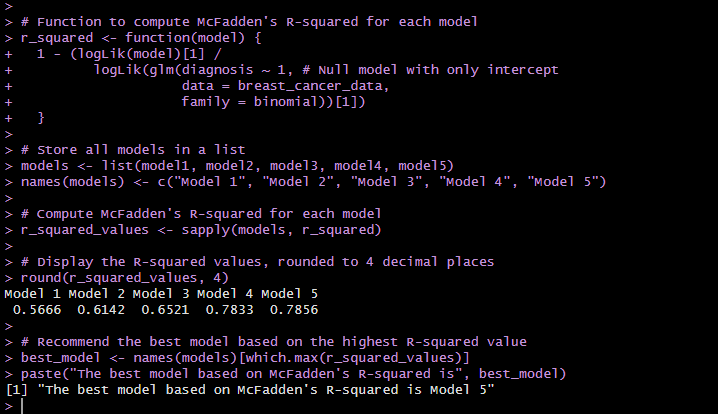 >
> # Function to compute McFadden's R-squared for each model
> r_squared <- function(model) {
+   1 - (logLik(model)[1] /
+          logLik(glm(diagnosis ~ 1, # Null model with only intercept
+                     data = breast_cancer_data,
+                     family = binomial))[1])
+   }
>
> # Store all models in a list
> models <- list(model1, model2, model3, model4, model5)
> names(models) <- c("Model 1", "Model 2", "Model 3", "Model 4", "Model 5")
>
> # Compute McFadden's R-squared for each model
> r_squared_values <- sapply(models, r_squared)
>
> # Display the R-squared values, rounded to 4 decimal places
> round(r_squared_values, 4)
Model 1 Model 2 Model 3 Model 4 Model 5
 0.5666  0.6142  0.6521  0.7833  0.7856
>
> # Recommend the best model based on the highest R-squared value
> best_model <- names(models)[which.max(r_squared_values)]
> paste("The best model based on McFadden's R-squared is", best_model)
[1] "The best model based on McFadden's R-squared is Model 5"
>